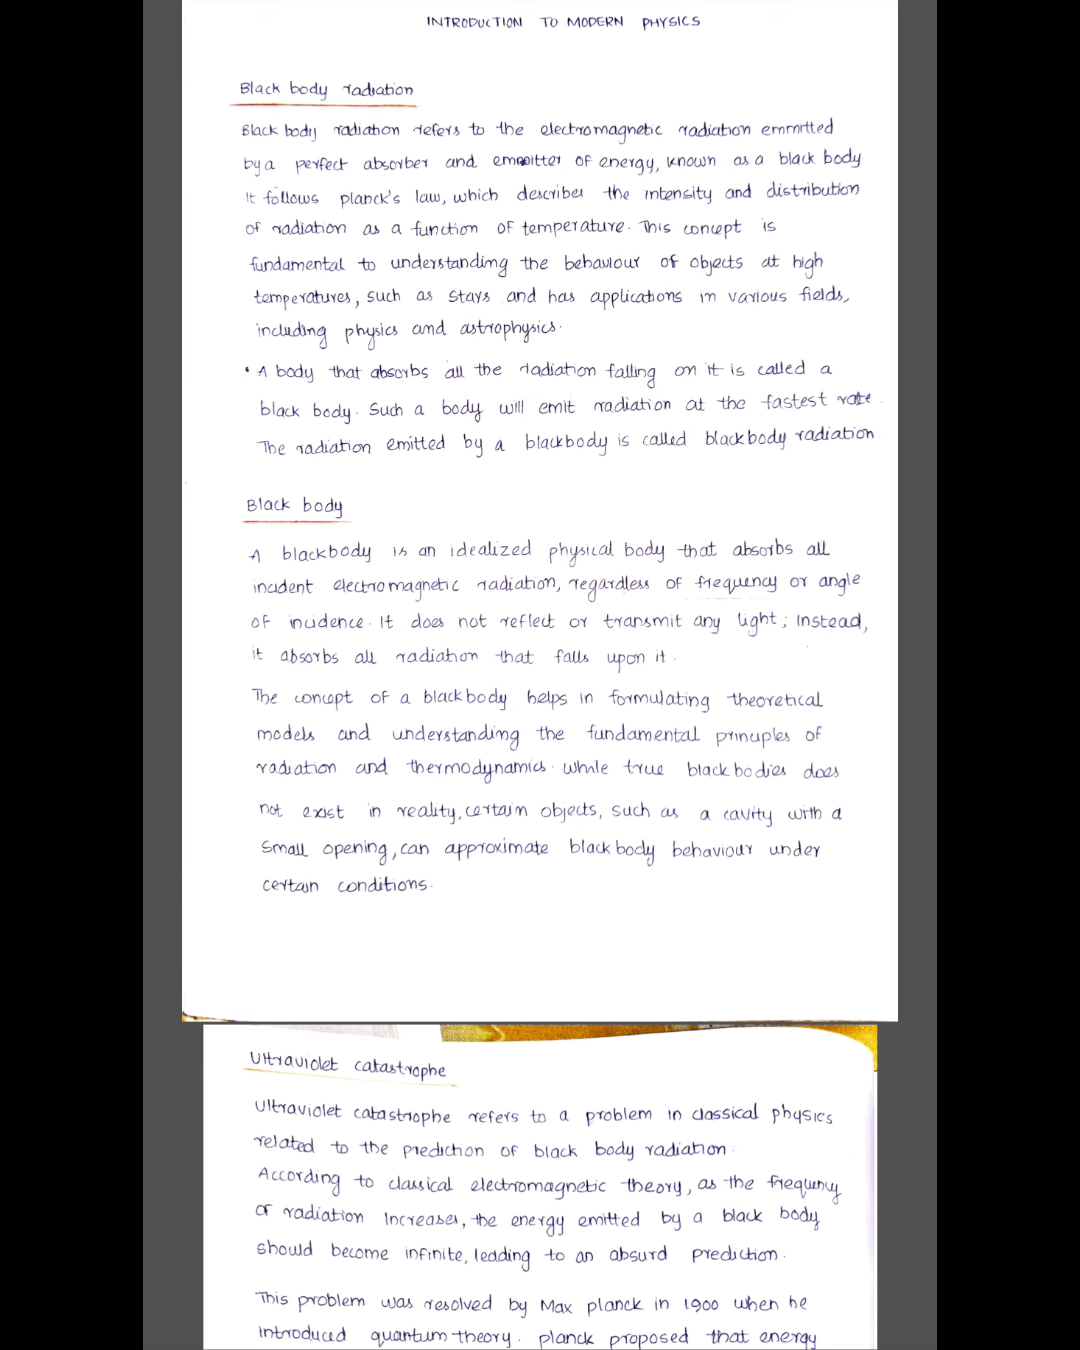 INTRODUCTION TO MODERN PHYSICS
Black body radiation
Black body radiation refers to the electromagnetic radiation emmitted
by a perfect absorber and emmitter of energy, known as a black body
It follows planck's law, which describes the intensity and distribution
of radiation as a function of temperature. This concept is
fundamental to understanding the behaviour of objects at high
temperatures, such as stars and has applications in various fields,
including physics and astrophysics.
• A body that absorbs all the radiation falling on it is called a
black body. Such a body will emit radiation at the fastest rate.
The radiation emitted by a blackbody is called blackbody radiation.
Black body
A blackbody is an idealized physical body that absorbs all
incident electromagnetic radiation, regardless of frequency or angle
of incidence. It does not reflect or transmit any light; instead,
it absorbs all radiation that falls upon it.
The concept of a blackbody helps in formulating theoretical
models and understanding the fundamental principles of
radiation and thermodynamics. While true blackbodies does
not exist in reality, certain objects, such as a cavity with a
small opening, can approximate blackbody behaviour under
certain conditions.
Ultraviolet catastrophe
Ultraviolet catastrophe refers to a problem in classical physics
related to the prediction of black body radiation.
According to classical electromagnetic theory, as the frequency
of radiation increases, the energy emitted by a black body
should become infinite, leading to an absurd prediction.
This problem was resolved by Max planck in 1900 when he
introduced quantum theory. planck proposed that energy